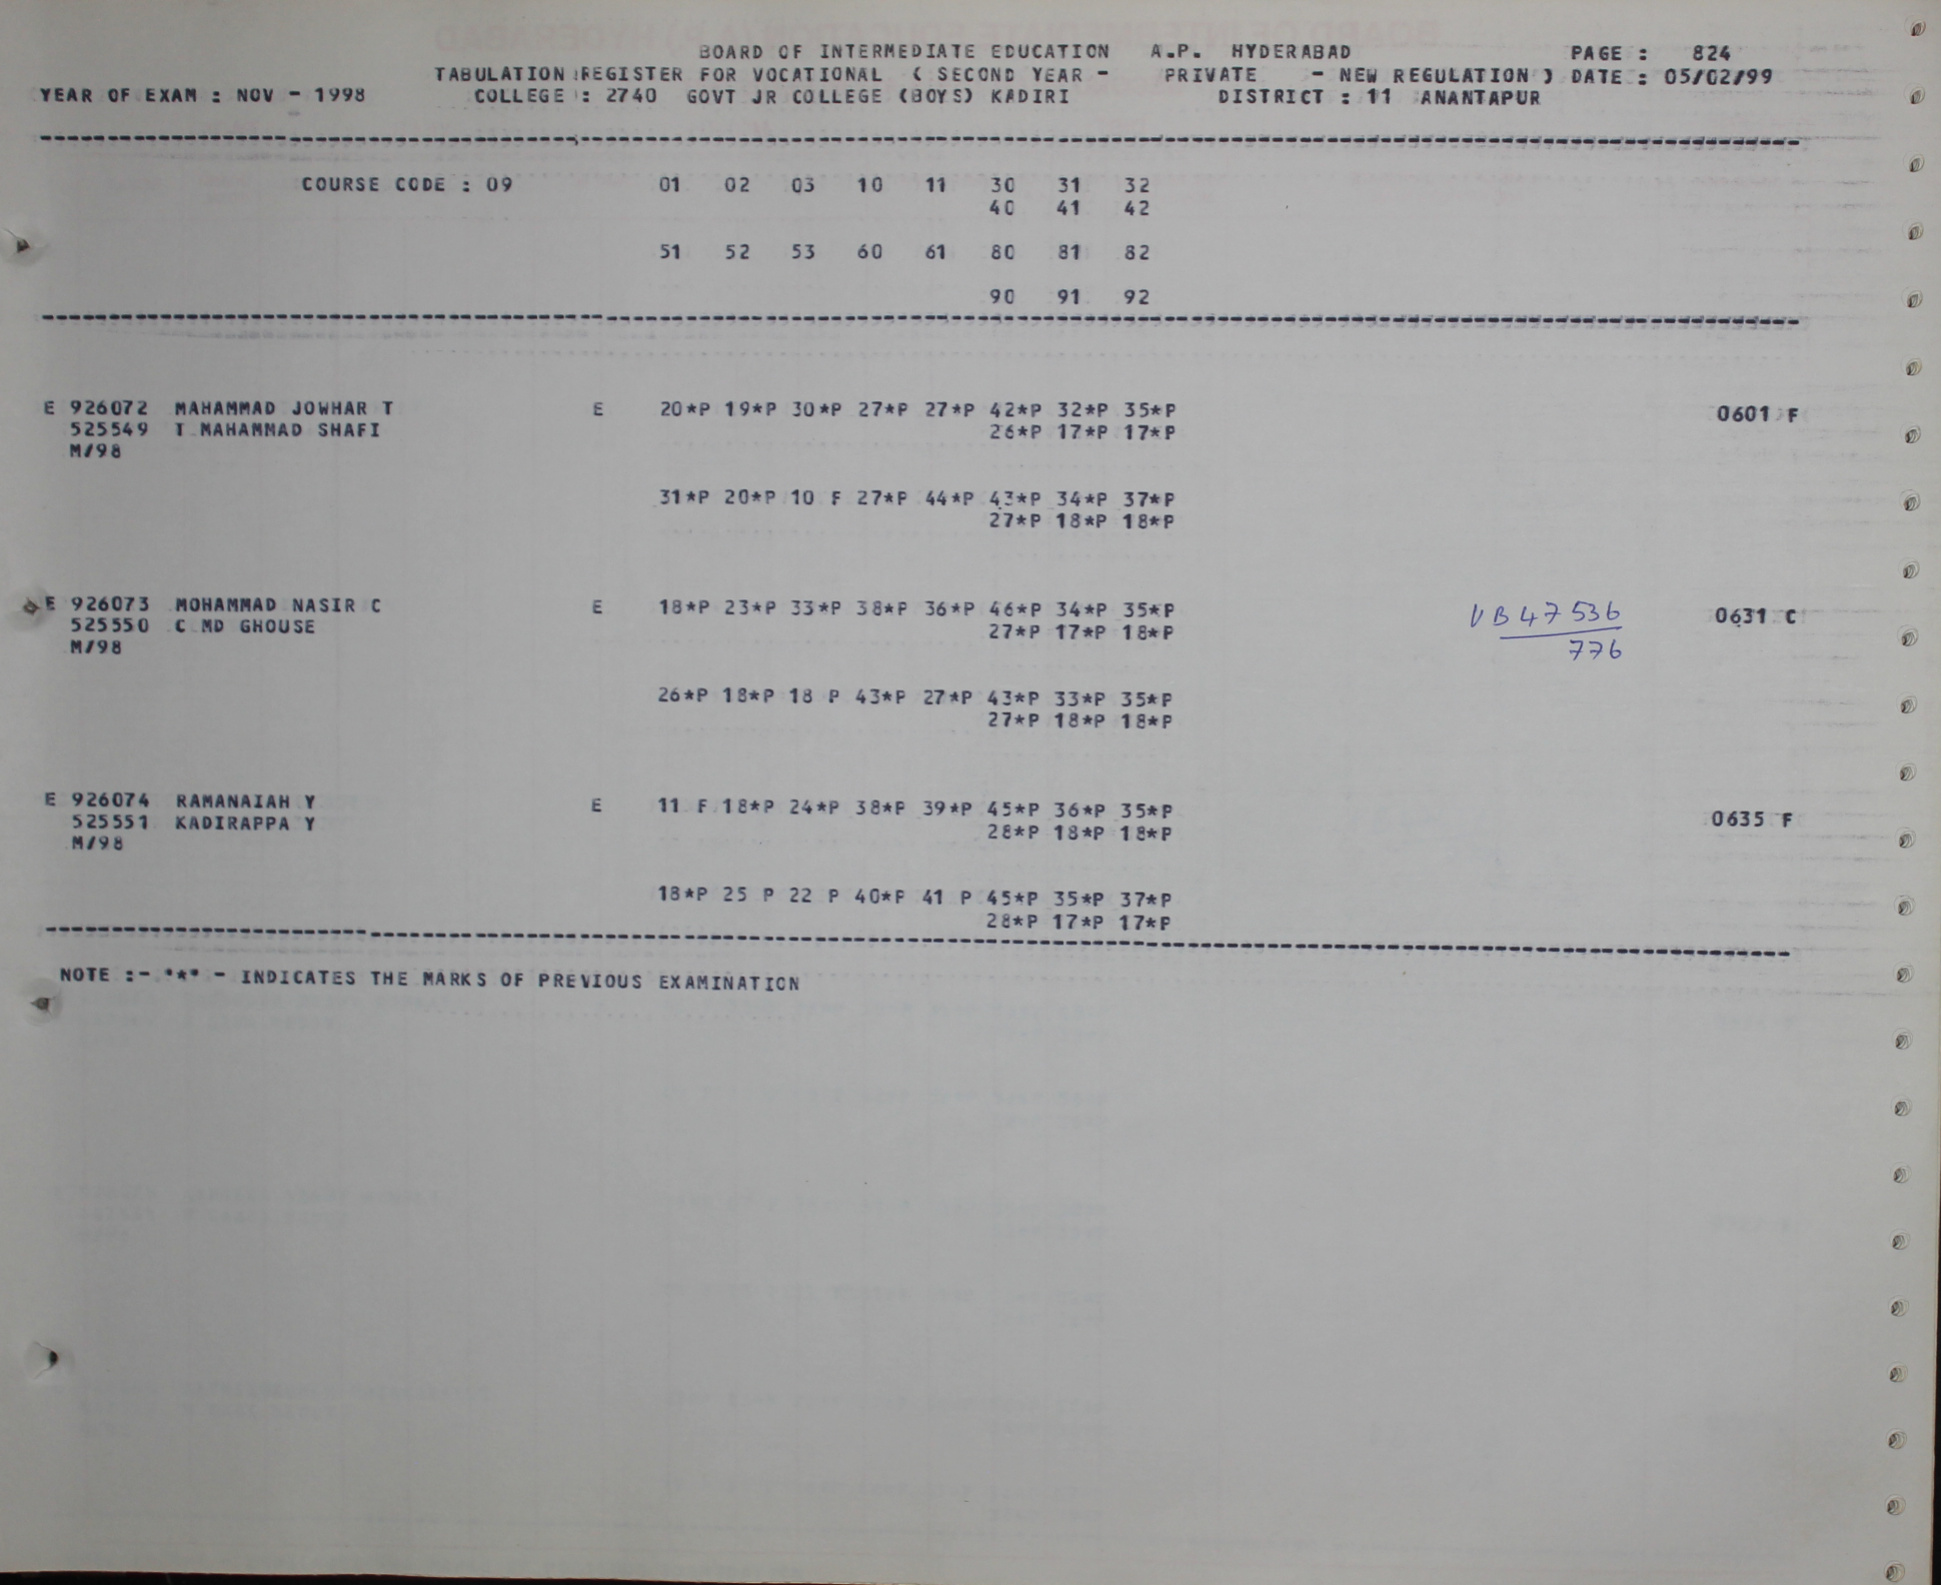 BOARD OF INTERMEDIATE EDUCATION A.P. HYDERABAD PAGE : 824
TABULATION REGISTER FOR VOCATIONAL ( SECOND YEAR - PRIVATE - NEW REGULATION ) DATE : 05/02/99
YEAR OF EXAM : NOV - 1998 COLLEGE : 2740 GOVT JR COLLEGE (BOYS) KADIRI DISTRICT : 11 ANANTAPUR
COURSE CODE : 09 01 02 03 10 11 30 31 32
40 41 42
51 52 53 60 61 80 81 82
90 91 92
E 926072 MAHAMMAD JOWHAR T E 20*P 19*P 30*P 27*P 27*P 42*P 32*P 35*P 0601 F
525549 T MAHAMMAD SHAFI 26*P 17*P 17*P
M/98
31*P 20*P 10 F 27*P 44*P 43*P 34*P 37*P
27*P 18*P 18*P
E 926073 MOHAMMAD NASIR C E 18*P 23*P 33*P 38*P 36*P 46*P 34*P 35*P VB 47536 0631 C
525550 C MD GHOUSE 27*P 17*P 18*P 776
M/98
26*P 18*P 18 P 43*P 27*P 43*P 33*P 35*P
27*P 18*P 18*P
E 926074 RAMANAIAH Y E 11 F 18*P 24*P 38*P 39*P 45*P 36*P 35*P 0635 F
525551 KADIRAPPA Y 28*P 18*P 18*P
M/98
18*P 25 P 22 P 40*P 41 P 45*P 35*P 37*P
28*P 17*P 17*P
NOTE :- "*" - INDICATES THE MARKS OF PREVIOUS EXAMINATION